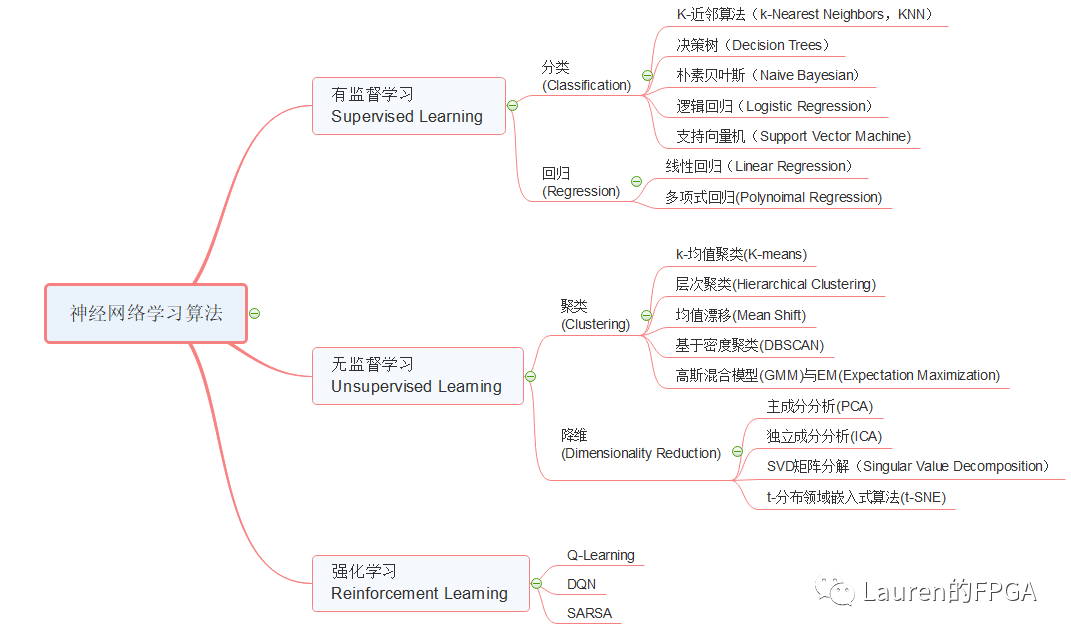 神经网络学习算法
有监督学习
Supervised Learning
分类
(Classification)
K-近邻算法（k-Nearest Neighbors，KNN）
决策树（Decision Trees）
朴素贝叶斯（Naive Bayesian）
逻辑回归（Logistic Regression）
支持向量机（Support Vector Machine)
回归
(Regression)
线性回归（Linear Regression）
多项式回归(Polynoimal Regression)
无监督学习
Unsupervised Learning
聚类
(Clustering)
k-均值聚类(K-means)
层次聚类(Hierarchical Clustering)
均值漂移(Mean Shift)
基于密度聚类(DBSCAN)
高斯混合模型(GMM)与EM(Expectation Maximization)
降维
(Dimensionality Reduction)
主成分分析(PCA)
独立成分分析(ICA)
SVD矩阵分解（Singular Value Decomposition）
t-分布领域嵌入式算法(t-SNE)
强化学习
Reinforcement Learning
Q-Learning
DQN
SARSA
Lauren的FPGA